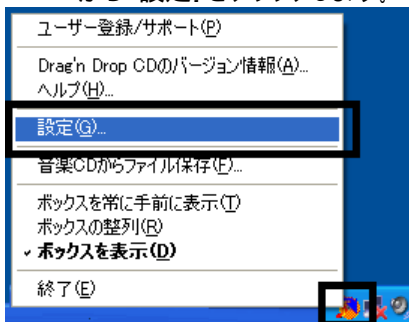 ユーザー登録/サポート(P)
Drag'n Drop CDのバージョン情報(A)...
ヘルプ(H)...
設定(G)...
音楽CDからファイル保存(F)...
ボックスを常に手前に表示(T)
ボックスの整列(R)
ボックスを表示(D)
終了(E)